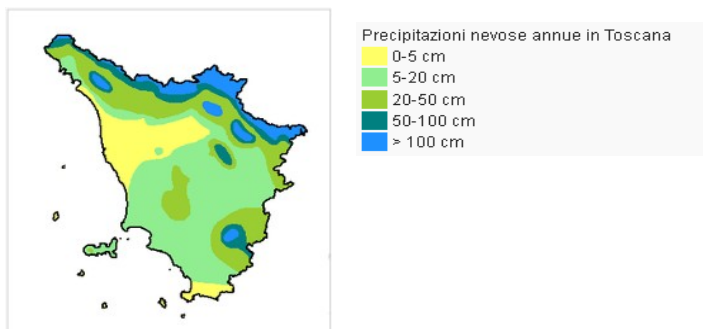 Precipitazioni nevose annue in Toscana
0-5 cm
5-20 cm
20-50 cm
50-100 cm
> 100 cm